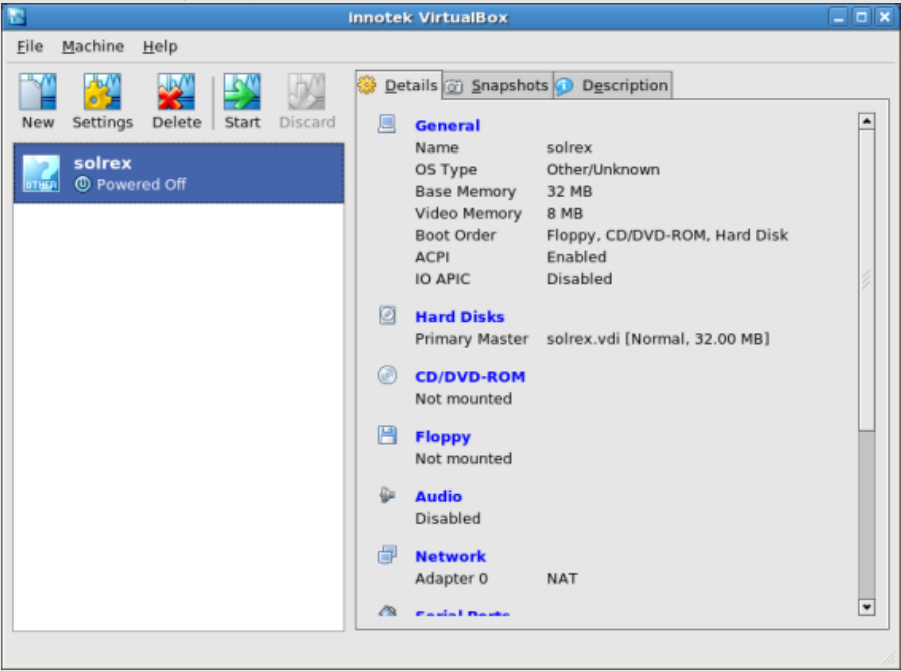 innotek VirtualBox
File Machine Help
New Settings Delete Start Discard
Details Snapshots Description
OTHER
solrex
Powered Off
General
Name solrex
OS Type Other/Unknown
Base Memory 32 MB
Video Memory 8 MB
Boot Order Floppy, CD/DVD-ROM, Hard Disk
ACPI Enabled
IO APIC Disabled
Hard Disks
Primary Master solrex.vdi [Normal, 32.00 MB]
CD/DVD-ROM
Not mounted
Floppy
Not mounted
Audio
Disabled
Network
Adapter 0 NAT
Serial Ports